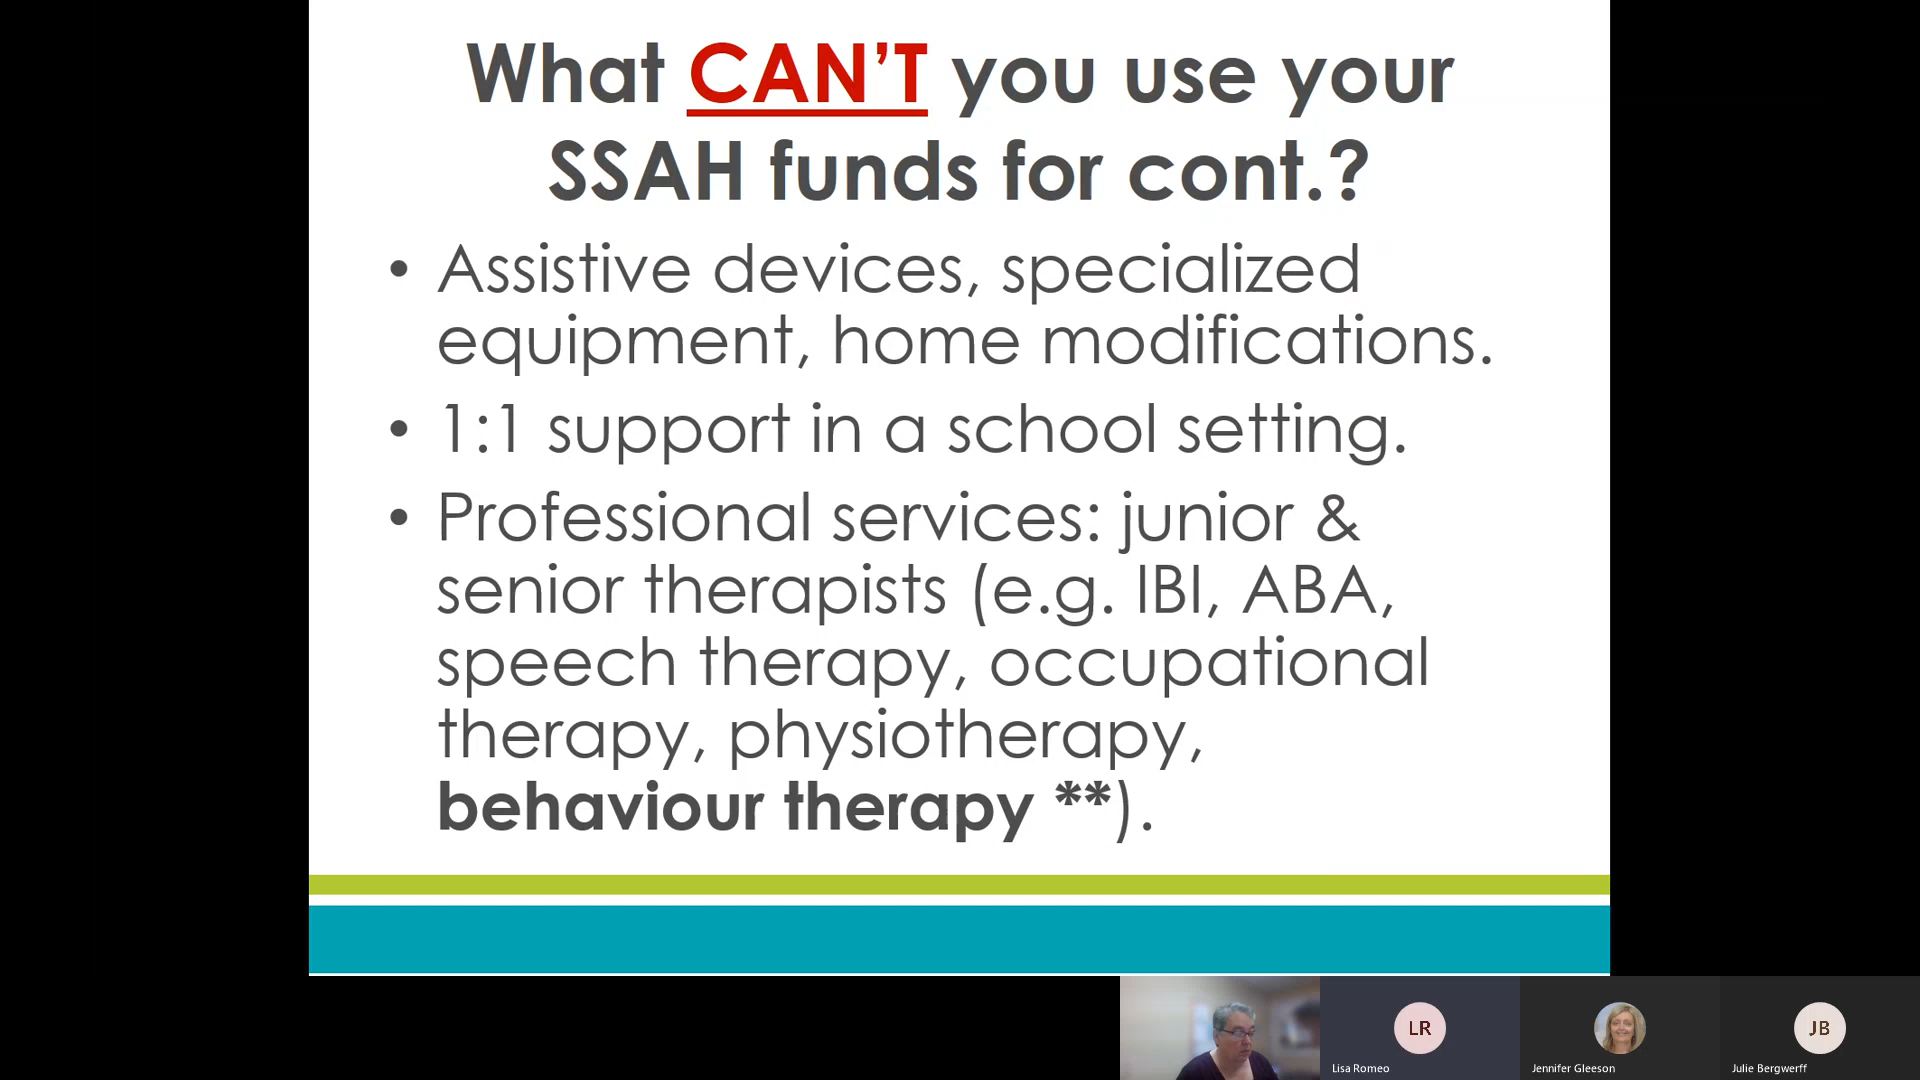 What CAN’T you use your
SSAH funds for cont.?
• Assistive devices, specialized
equipment, home modifications.
• 1:1 support in a school setting.
• Professional services: junior &
senior therapists (e.g. IBI, ABA,
speech therapy, occupational
therapy, physiotherapy,
behaviour therapy **).
LR
JB
Lisa Romeo
Jennifer Gleeson
Julie Bergwerff